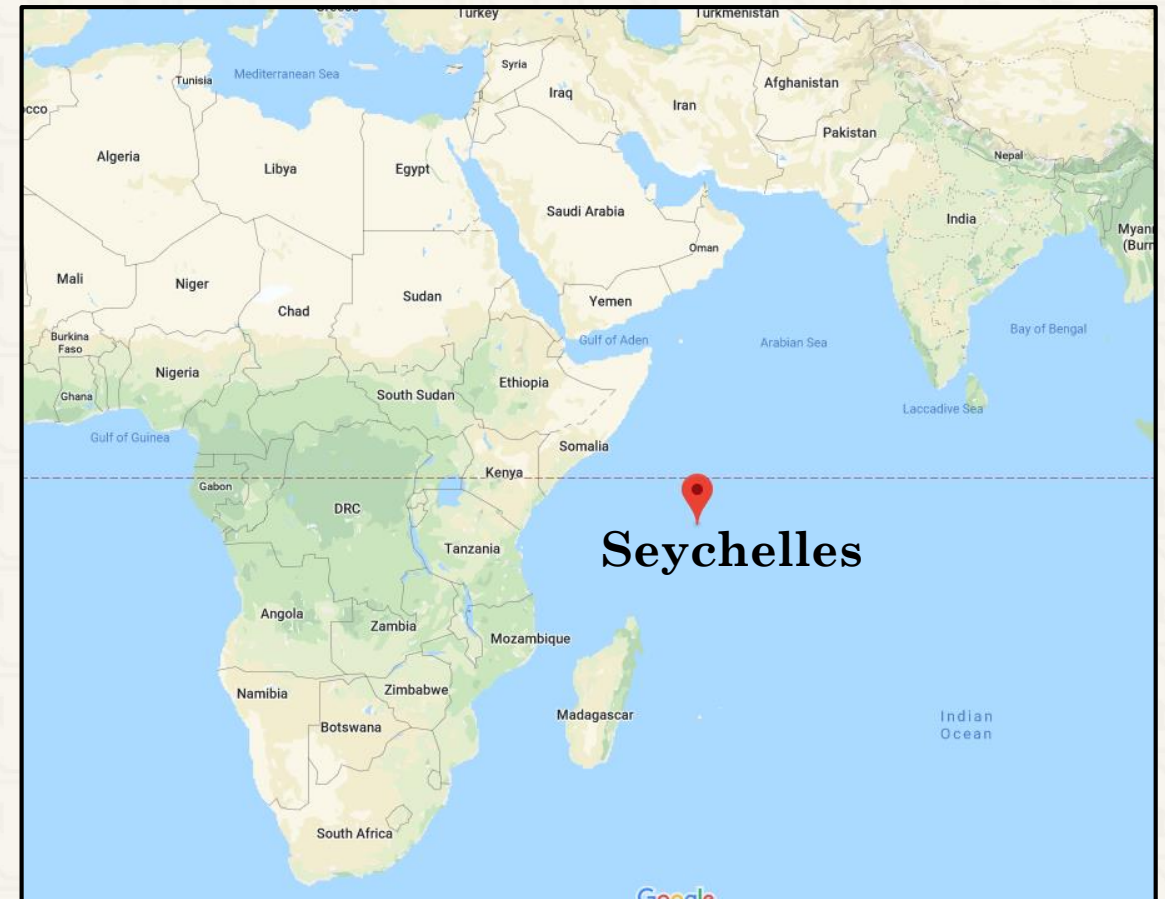 Greece
Turkey
Turkmenistan
Syria
Tunisia
Mediterranean Sea
Afghanistan
Iraq
Iran
occo
Pakistan
Algeria
Libya
Egypt
Nepal
Saudi Arabia
India
Myanr
(Burn
Oman
Mali
Niger
Chad
Sudan
Yemen
Burkina
Faso
Gulf of Aden
Arabian Sea
Bay of Bengal
Nigeria
Ethiopia
South Sudan
Ghana
Laccadive Sea
Gulf of Guinea
Somalia
Kenya
Gabon
DRC
Seychelles
Tanzania
Angola
Zambia
Mozambique
Namibia
Zimbabwe
Botswana
Madagascar
Indian
Ocean
South Africa
Google